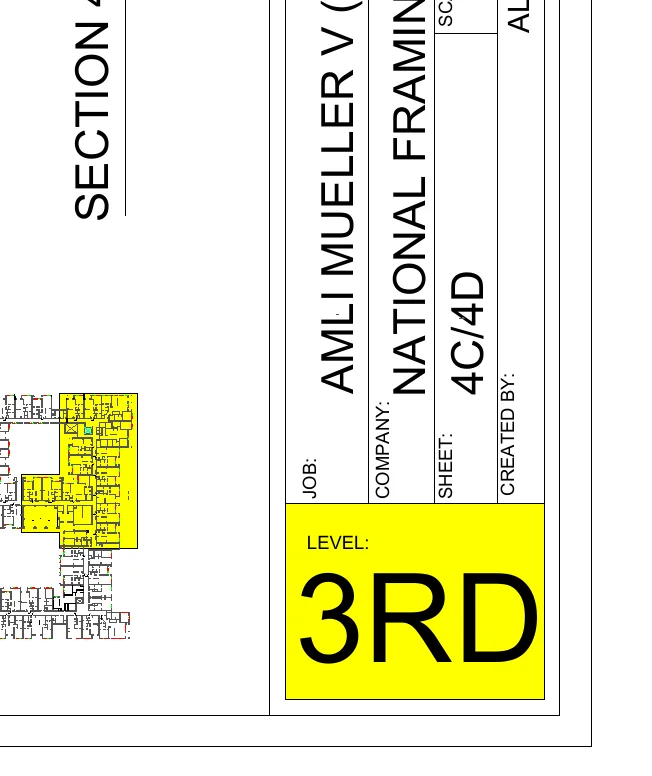 SECTION
JOB:
AMLI MUELLER V (
COMPANY:
NATIONAL FRAMIN
SHEET:
4C/4D
CREATED BY:
LEVEL:
3RD